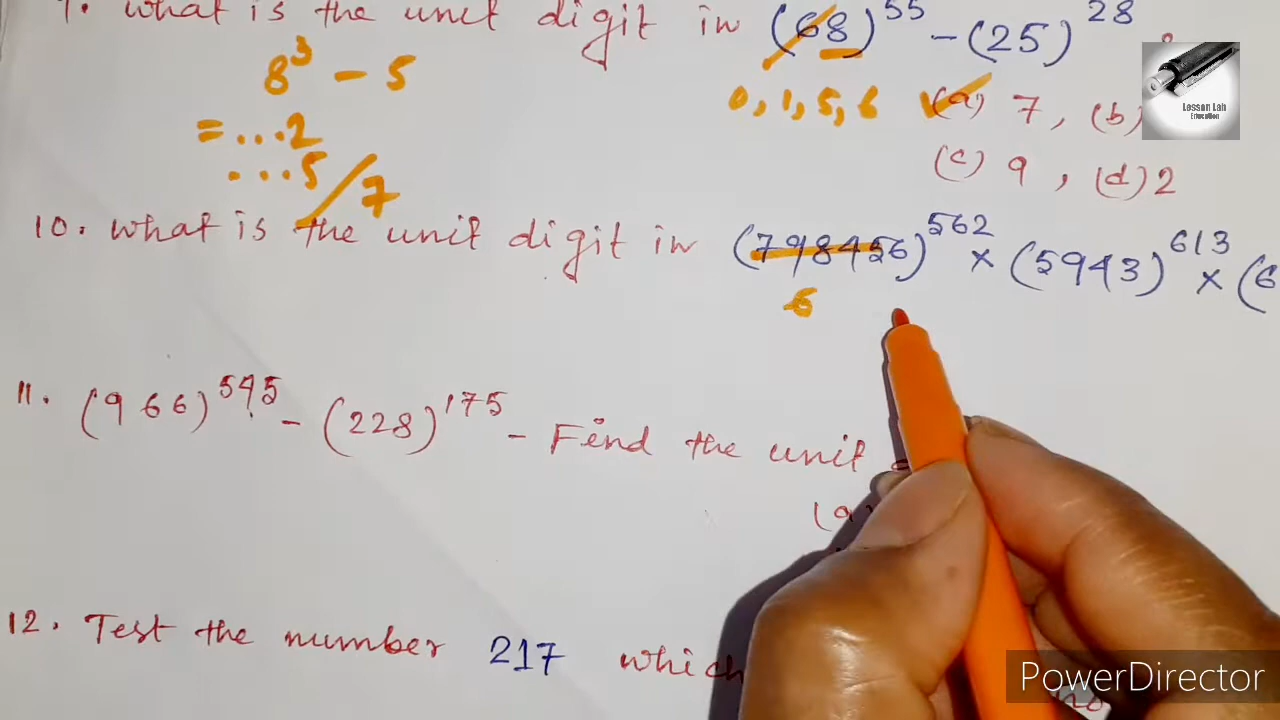 9. What is the unit digit in (68)^55 - (25)^28 ?
8^3 - 5
0, 1, 5, 6 (a) 7, (b)
= ...2
...5 / 7
(c) 9, (d) 2
10. What is the unit digit in (798456)^562 × (5943)^613 × (6
6
11. (966)^545 - (228)^175 - Find the unit
(a)
12. Test the number 217 which
Lesson Lab
Education
PowerDirector